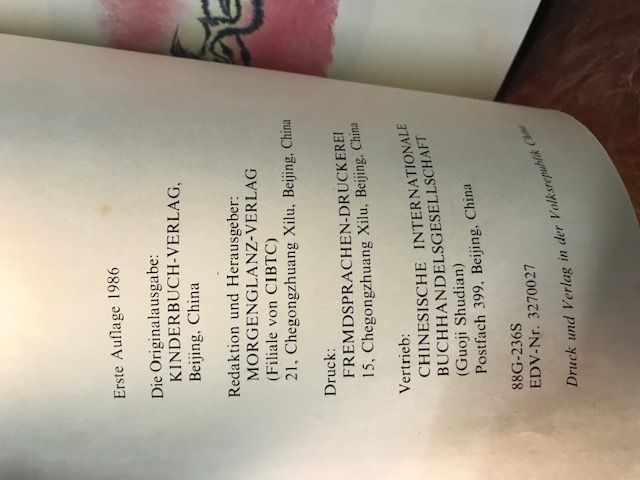 Erste Auflage 1986
Die Originalausgabe:
KINDERBUCH-VERLAG,
Beijing, China
Redaktion und Herausgeber:
MORGENGLANZ-VERLAG
(Filiale von CIBTC)
21, Chegongzhuang Xilu, Beijing, China
Druck:
FREMDSPRACHEN-DRUCKEREI
15, Chegongzhuang Xilu, Beijing, China
Vertrieb:
CHINESISCHE INTERNATIONALE
BUCHHANDELSGESELLSCHAFT
(Guoji Shudian)
Postfach 399, Beijing, China
88G-236S
EDV-Nr. 3270027
Druck und Verlag in der Volksrepublik China